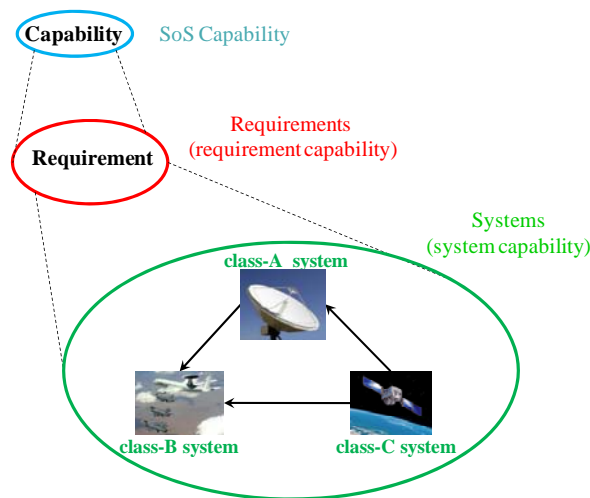 Capability
SoS Capability
Requirement
Requirements
(requirement capability)
Systems
(system capability)
class-A system
class-B system
class-C system